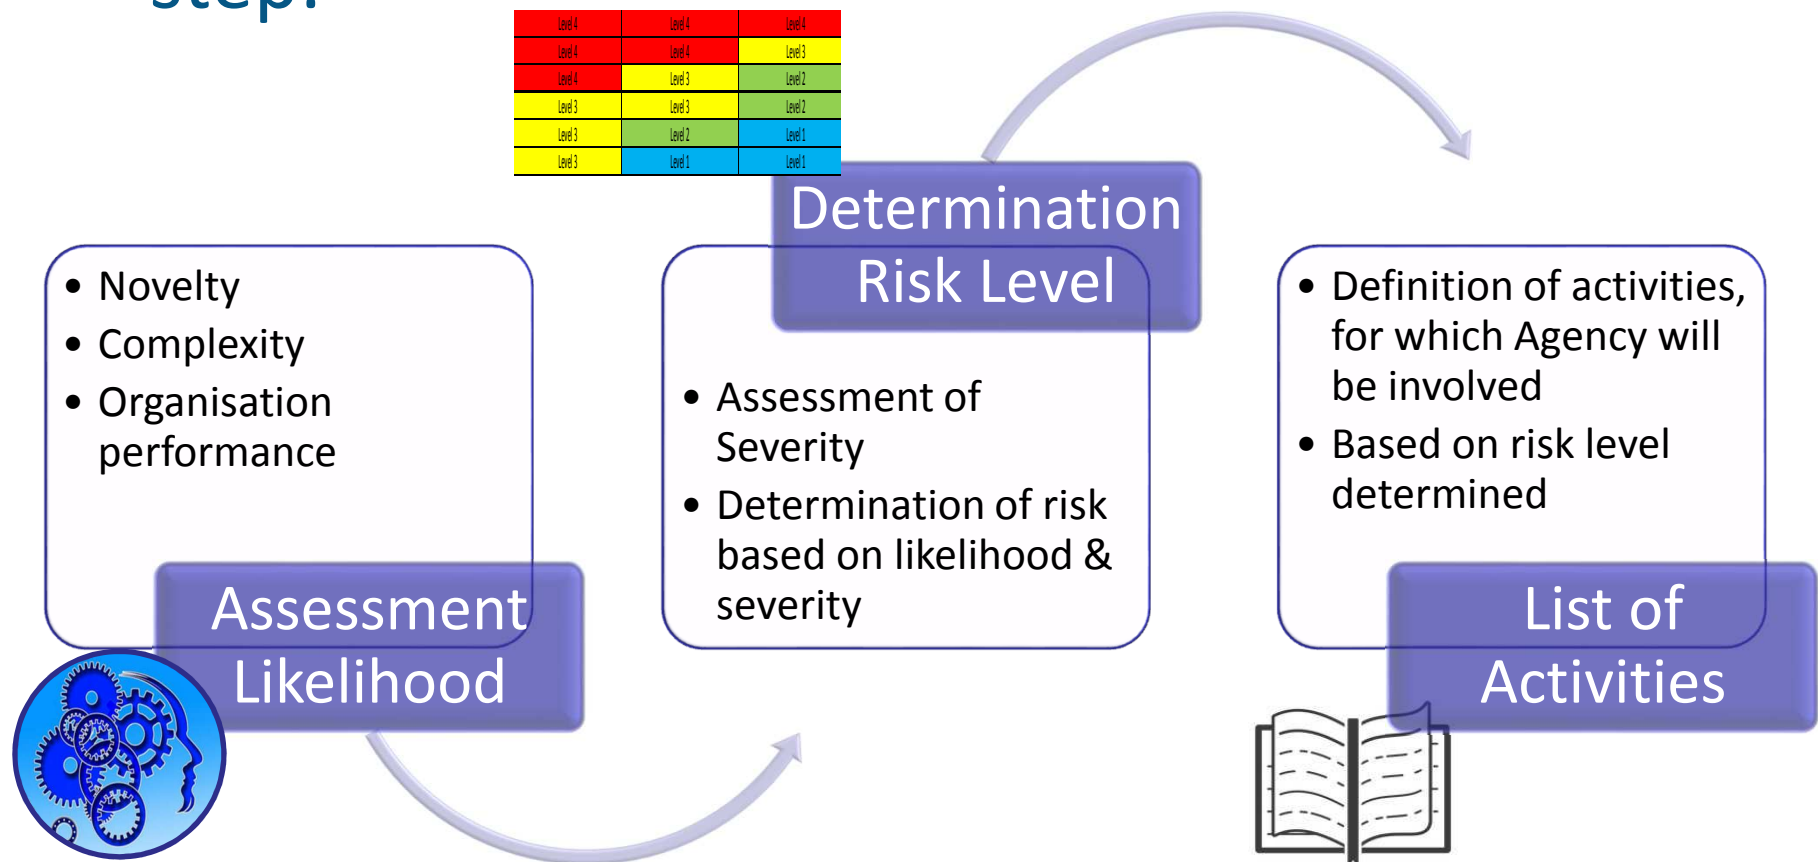 step:
Level 4 Level 4 Level 4
Level 4 Level 4 Level 3
Level 4 Level 3 Level 2
Level 3 Level 3 Level 2
Level 3 Level 2 Level 1
Level 3 Level 1 Level 1
• Novelty
• Complexity
• Organisation
performance
Assessment
Likelihood
Determination
Risk Level
• Assessment of
Severity
• Determination of risk
based on likelihood &
severity
• Definition of activities,
for which Agency will
be involved
• Based on risk level
determined
List of
Activities